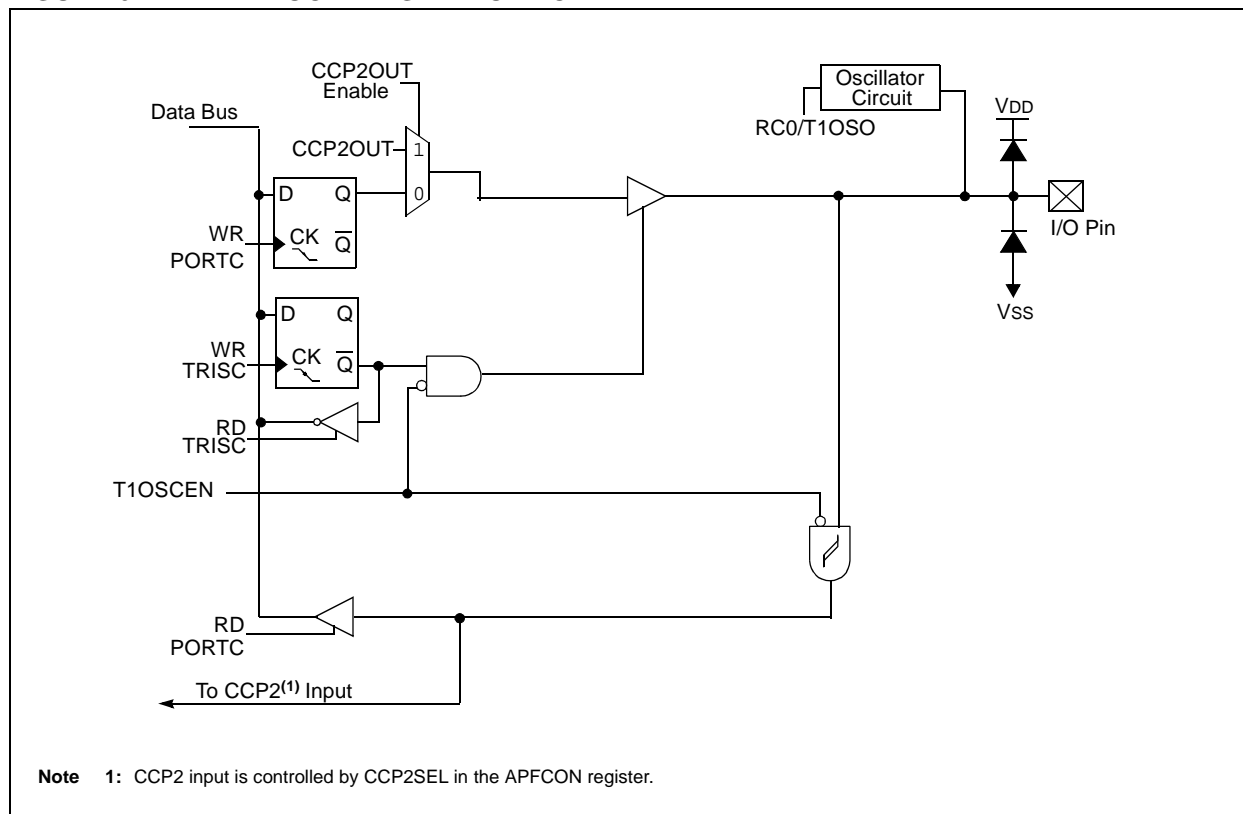 CCP2OUT
Enable
Oscillator
Circuit
VDD
Data Bus
RC0/T1OSO
CCP2OUT
1
0
D Q
I/O Pin
WR
PORTC
CK
Q
VSS
D Q
WR
TRISC
CK
Q
RD
TRISC
T1OSCEN
RD
PORTC
To CCP2(1) Input
Note 1: CCP2 input is controlled by CCP2SEL in the APFCON register.